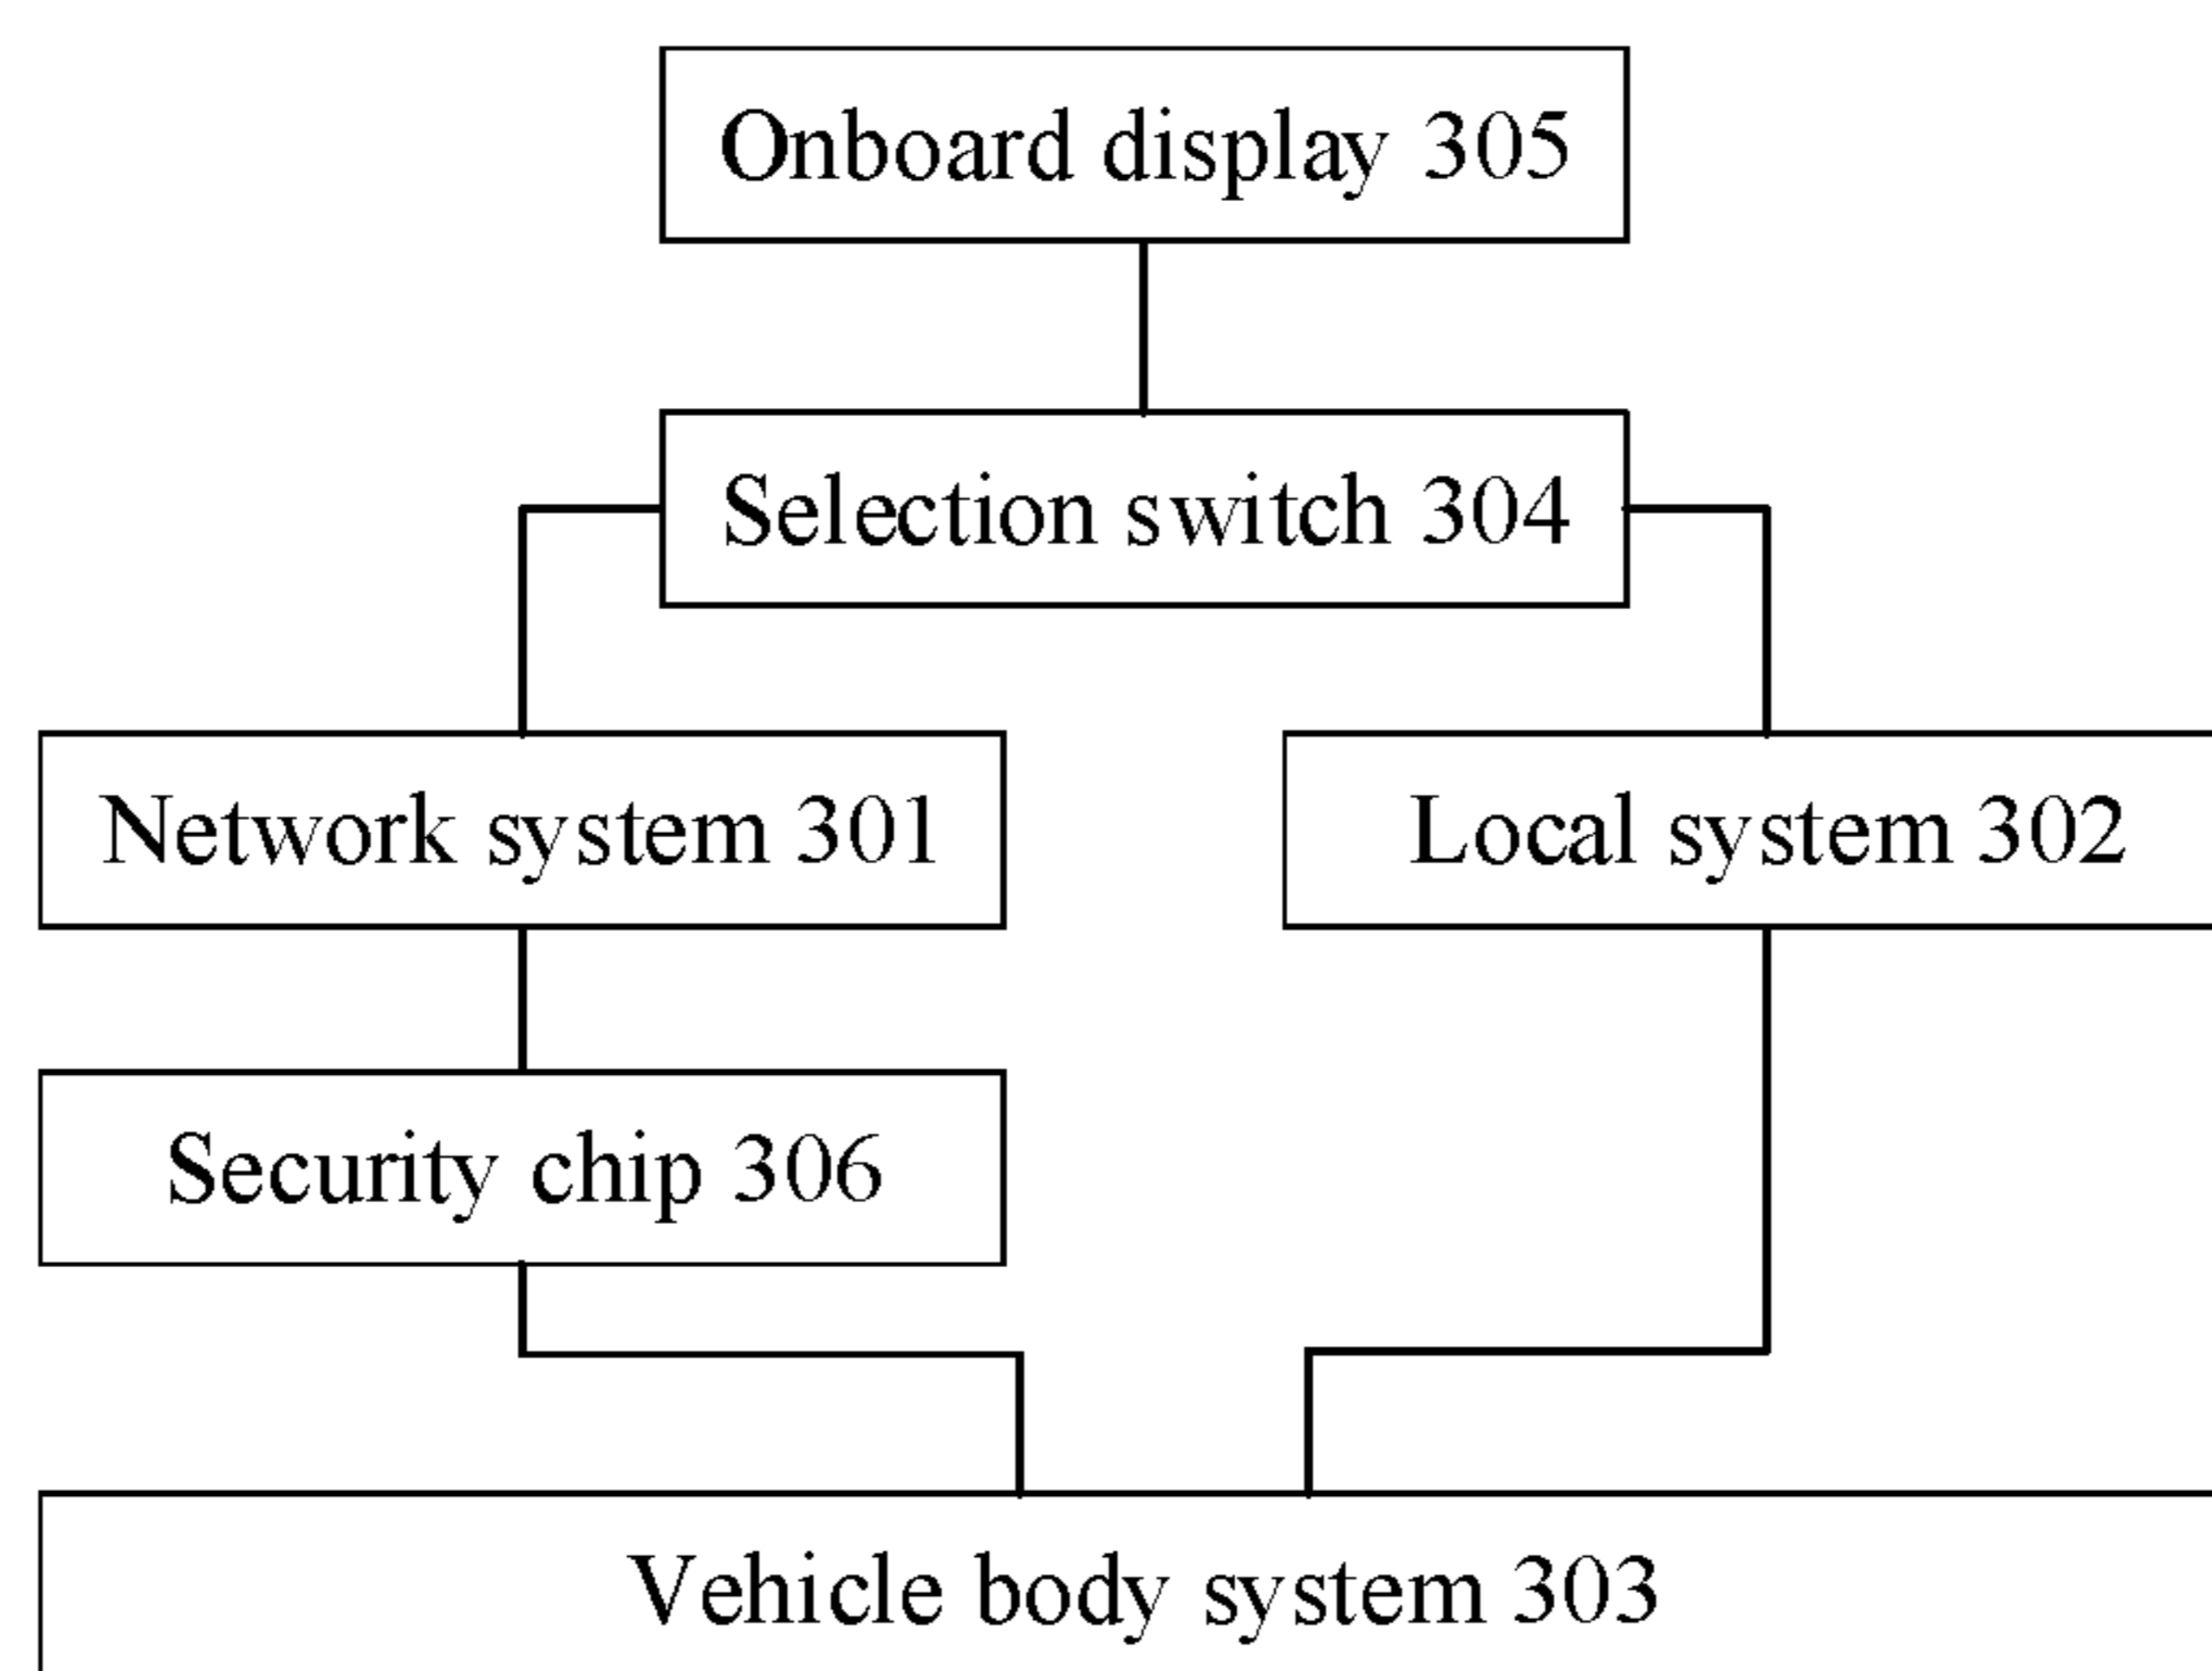 Onboard display 305
Selection switch 304
Network system 301
Local system 302
Security chip 306
Vehicle body system 303